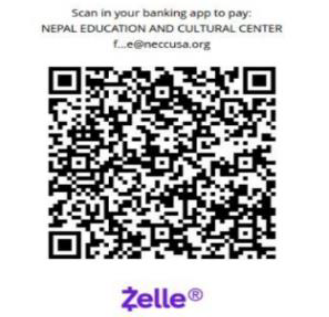 Scan in your banking app to pay:
NEPAL EDUCATION AND CULTURAL CENTER
f...e@neccusa.org
Zelle®